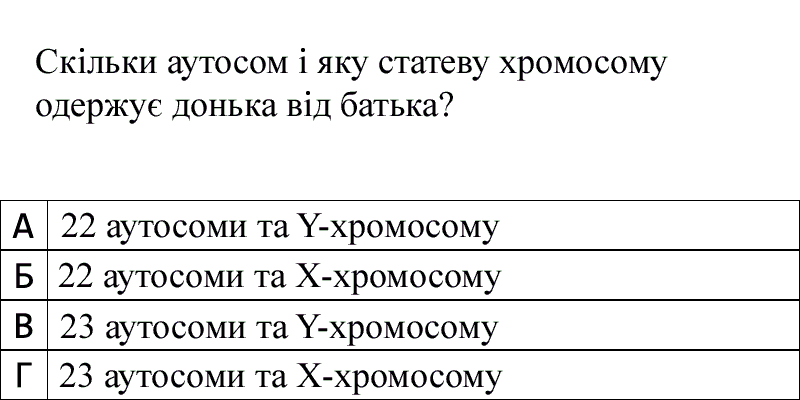 Скільки аутосом і яку статеву хромосому
одержує донька від батька?
А 22 аутосоми та Y-хромосому
Б 22 аутосоми та X-хромосому
В 23 аутосоми та Y-хромосому
Г 23 аутосоми та X-хромосому